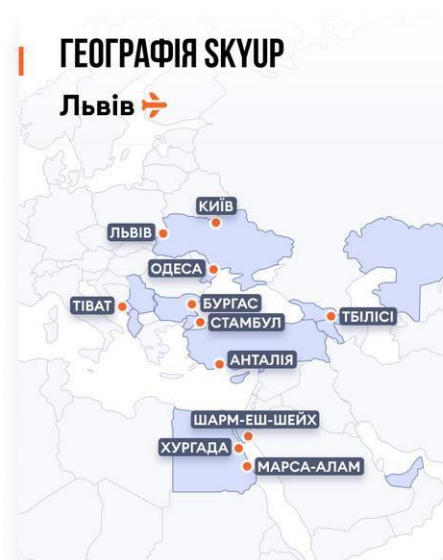 ГЕОГРАФІЯ SKYUP
Львів
КИЇВ
ЛЬВІВ
ОДЕСА
ТІВАТ
БУРГАС
СТАМБУЛ
ТБІЛІСІ
АНТАЛІЯ
ШАРМ-ЕШ-ШЕЙХ
ХУРГАДА
МАРСА-АЛАМ